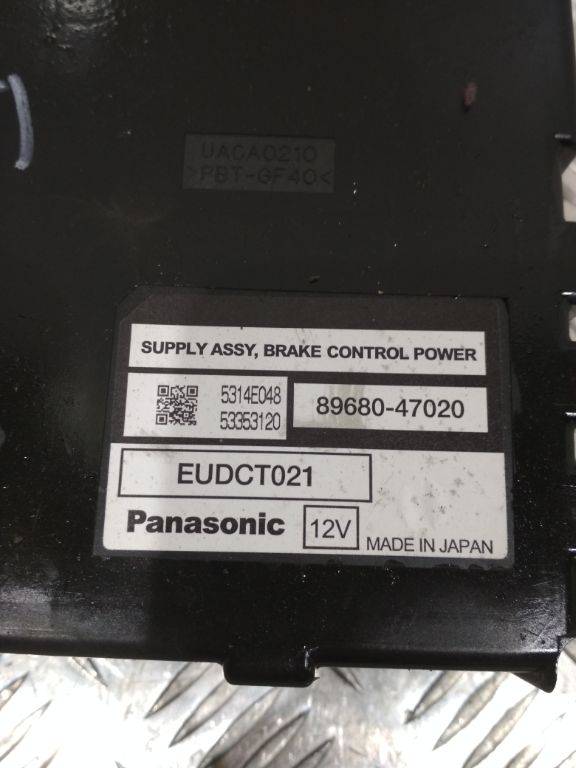 UACA0210
>PBT-GF40<
SUPPLY ASSY, BRAKE CONTROL POWER
5314E048
53353120
89680-47020
EUDCT021
Panasonic 12V MADE IN JAPAN